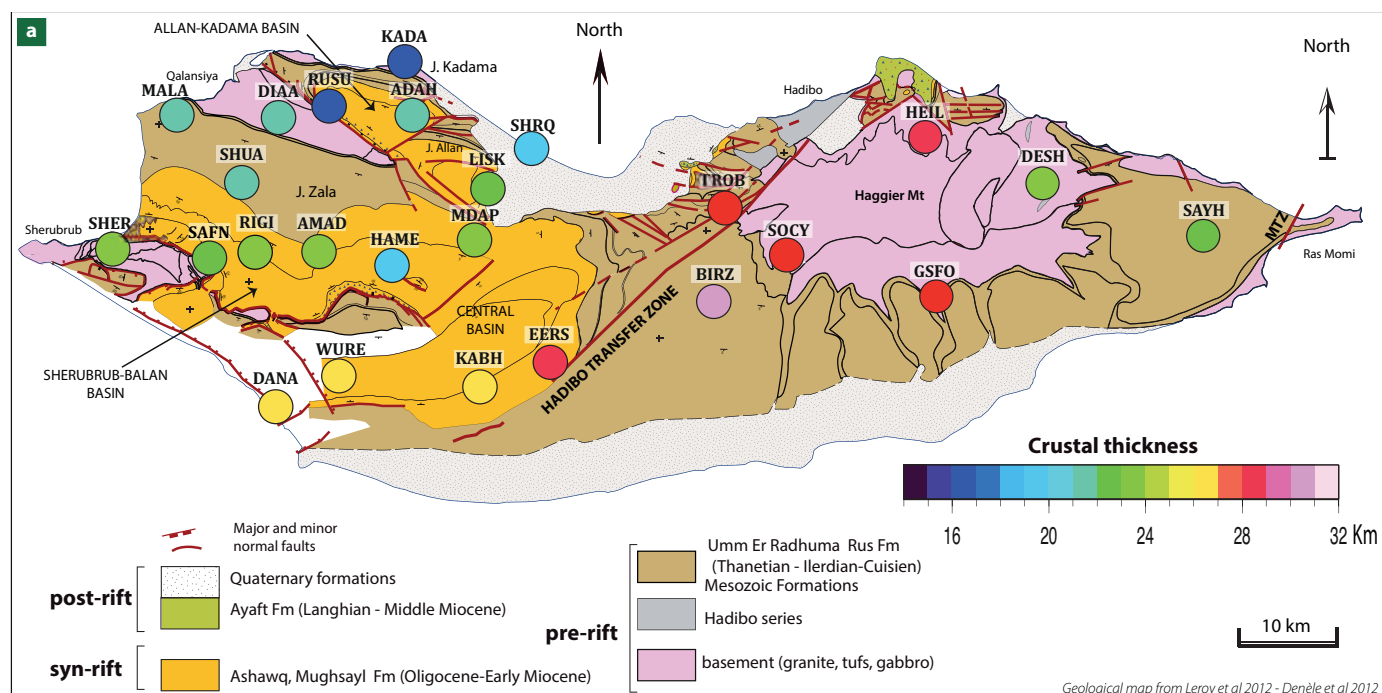 a
ALLAN-KADAMA BASIN
KADA
North
North
J. Kadama
Qalansiya
RUSU
MALA
DIAA
ADAH
Hadibo
HEIL
SHRQ
J. Allan
LISK
SHUA
DESH
TROB
J. Zala
Haggier Mt
SAYH
MDAP
SHER
RIGI
AMAD
Sherubrub
SAFN
HAME
SOCY
MTZ
Ras Momi
BIRZ
GSFO
CENTRAL
BASIN
EERS
HADIBO TRANSFER ZONE
WURE
KABH
SHERUBRUB-BALAN
BASIN
DANA
Crustal thickness
16 20 24 28 32 Km
Major and minor
normal faults
post-rift
Quaternary formations
Ayaft Fm (Langhian - Middle Miocene)
syn-rift
Ashawq, Mughsayl Fm (Oligocene-Early Miocene)
pre-rift
Umm Er Radhuma Rus Fm
(Thanetian - Ilerdian-Cuisien)
Mesozoic Formations
Hadibo series
basement (granite, tufs, gabbro)
10 km
Geological map from Leroy et al 2012 - Denèle et al 2012